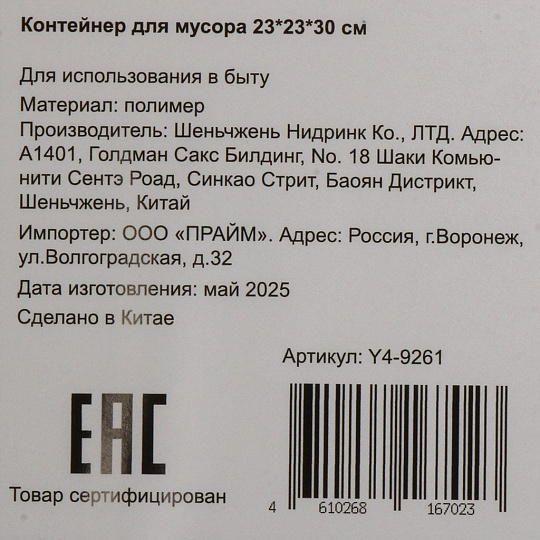 Контейнер для мусора 23*23*30 см
Для использования в быту
Материал: полимер
Производитель: Шеньчжень Нидринк Ко., ЛТД. Адрес:
А1401, Голдман Сакс Билдинг, No. 18 Шаки Комью-
нити Сентэ Роад, Синкао Стрит, Баоян Дистрикт,
Шеньчжень, Китай
Импортер: ООО «ПРАЙМ». Адрес: Россия, г.Воронеж,
ул.Волгоградская, д.32
Дата изготовления: май 2025
Сделано в Китае
Артикул: Y4-9261
EAC
Товар сертифицирован
4 610268 167023